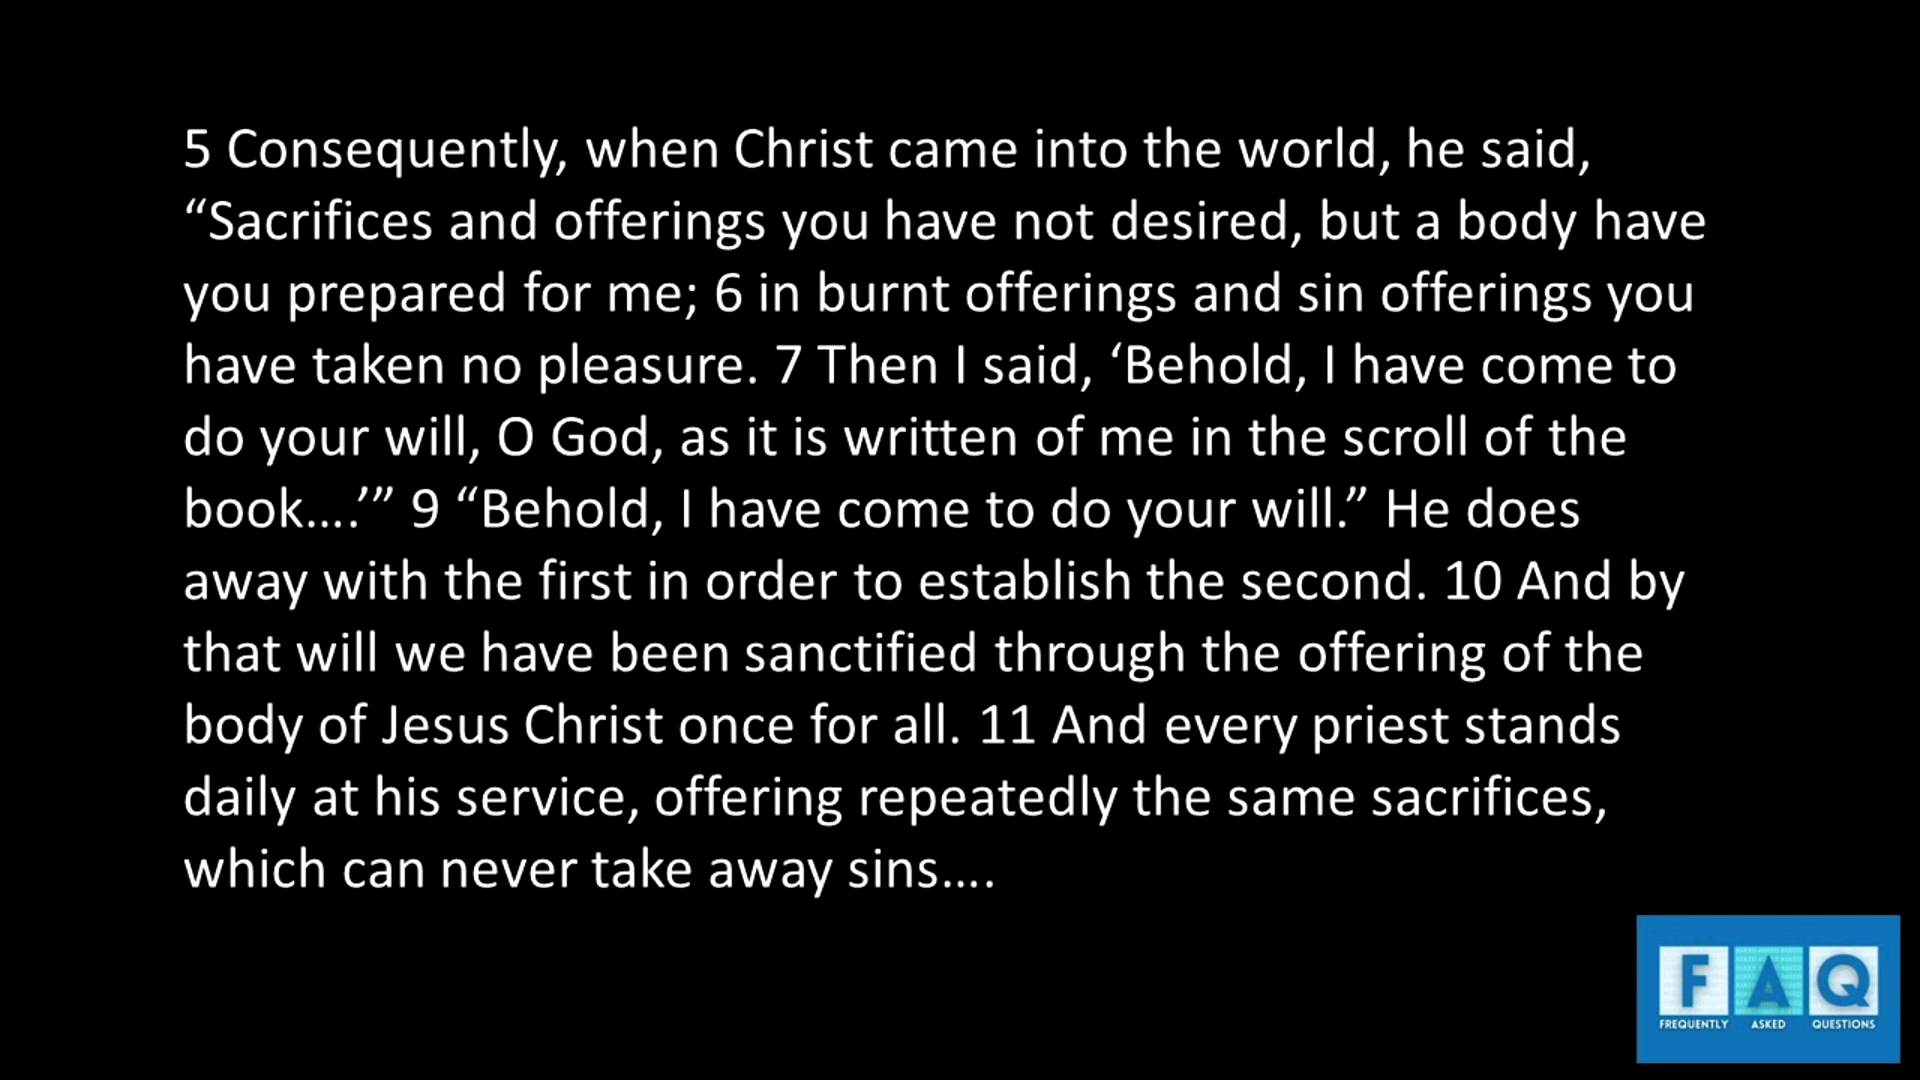 5 Consequently, when Christ came into the world, he said,
“Sacrifices and offerings you have not desired, but a body have
you prepared for me; 6 in burnt offerings and sin offerings you
have taken no pleasure. 7 Then I said, ‘Behold, I have come to
do your will, O God, as it is written of me in the scroll of the
book….’” 9 “Behold, I have come to do your will.” He does
away with the first in order to establish the second. 10 And by
that will we have been sanctified through the offering of the
body of Jesus Christ once for all. 11 And every priest stands
daily at his service, offering repeatedly the same sacrifices,
which can never take away sins….
F A Q
FREQUENTLY ASKED QUESTIONS